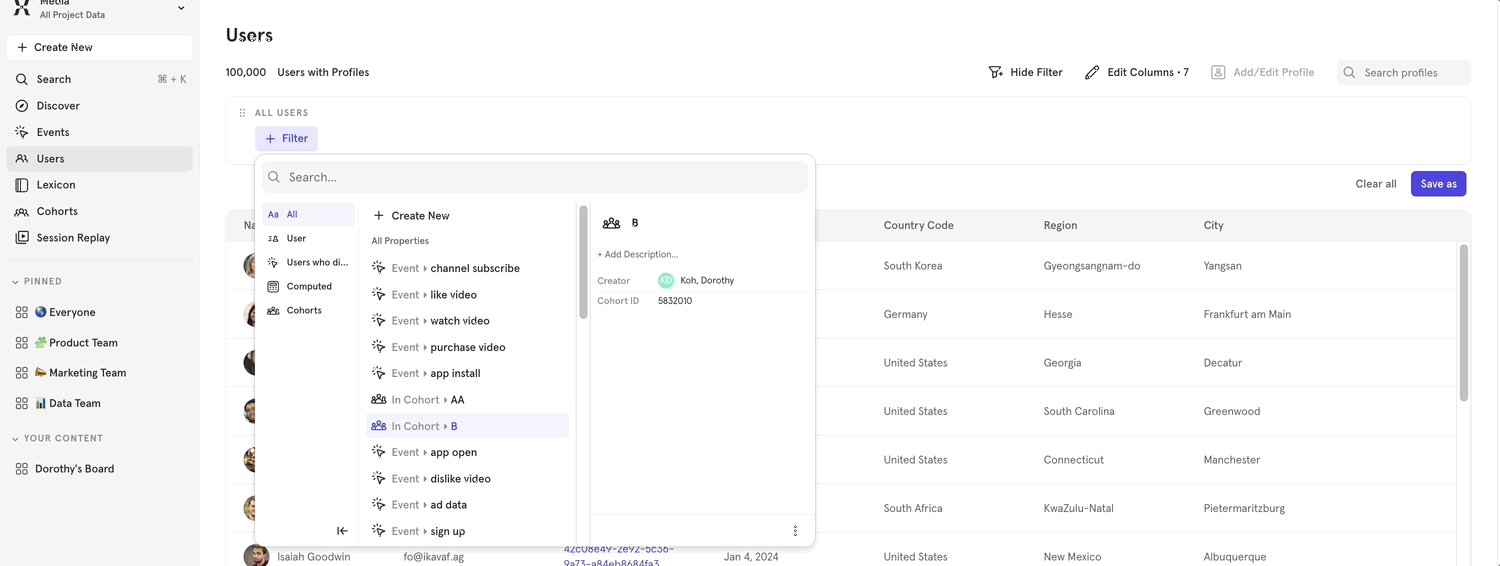 Media
All Project Data
+ Create New
Search ⌘ + K
Discover
Events
Users
Lexicon
Cohorts
Session Replay
PINNED
🌎 Everyone
🧩 Product Team
Marketing Team
📊 Data Team
YOUR CONTENT
Dorothy's Board
Users
100,000 Users with Profiles
Hide Filter
Edit Columns • 7
Add/Edit Profile
Search profiles
ALL USERS
+ Filter
Clear all
Save as
Search...
Aa All
User
Users who di...
Computed
Cohorts
+ Create New
All Properties
Event ▸ channel subscribe
Event ▸ like video
Event ▸ watch video
Event ▸ purchase video
Event ▸ app install
In Cohort ▸ AA
In Cohort ▸ B
Event ▸ app open
Event ▸ dislike video
Event ▸ ad data
Event ▸ sign up
B
+ Add Description...
Creator KD Koh, Dorothy
Cohort ID 5832010
Na Country Code Region City
South Korea Gyeongsangnam-do Yangsan
Germany Hesse Frankfurt am Main
United States Georgia Decatur
United States South Carolina Greenwood
United States Connecticut Manchester
South Africa KwaZulu-Natal Pietermaritzburg
Isaiah Goodwin fo@ikavaf.ag 42c08e49-2e92-5c36- Jan 4, 2024 United States New Mexico Albuquerque
9a73-a84eb8684fa3